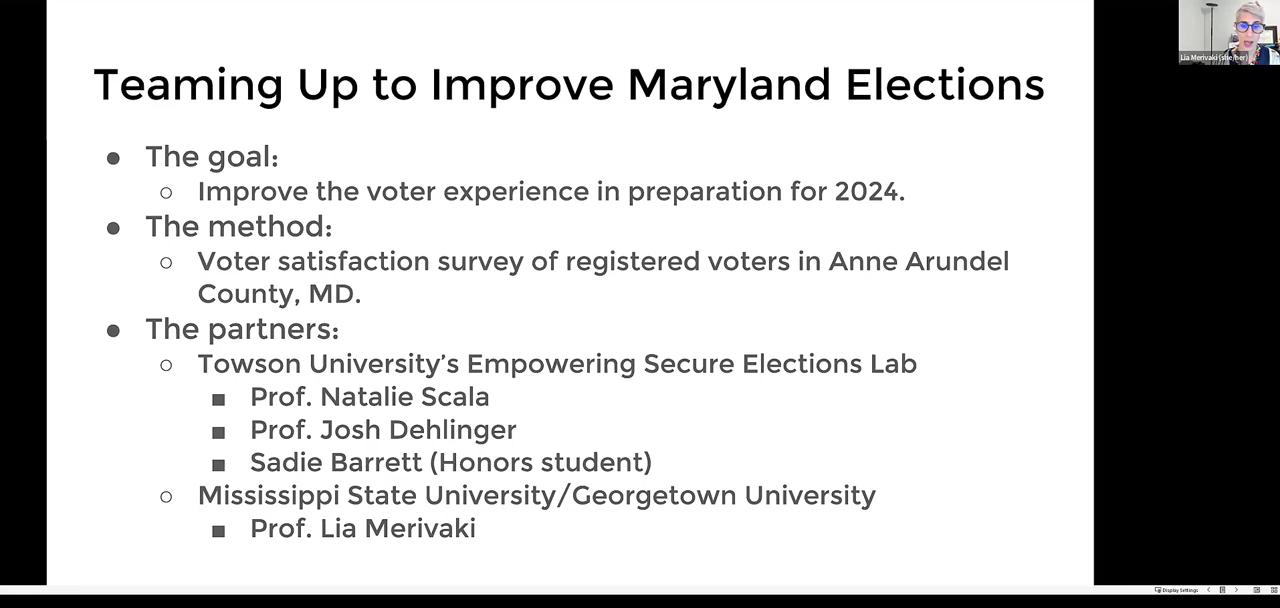 Teaming Up to Improve Maryland Elections
● The goal:
○ Improve the voter experience in preparation for 2024.
● The method:
○ Voter satisfaction survey of registered voters in Anne Arundel
County, MD.
● The partners:
○ Towson University’s Empowering Secure Elections Lab
■ Prof. Natalie Scala
■ Prof. Josh Dehlinger
■ Sadie Barrett (Honors student)
○ Mississippi State University/Georgetown University
■ Prof. Lia Merivaki
Lia Merivaki (she/her)
Display Settings